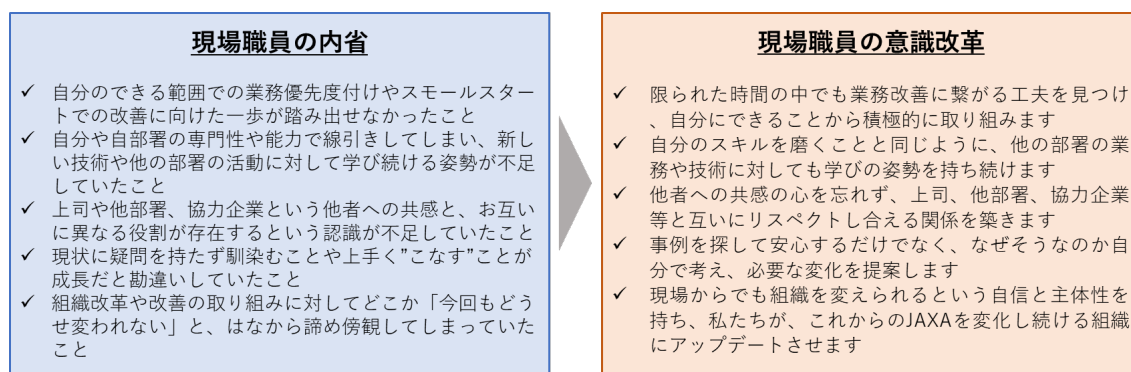 現場職員の内省
✓ 自分のできる範囲での業務優先度付けやスモールスター
トでの改善に向けた一歩が踏み出せなかったこと
✓ 自分や自部署の専門性や能力で線引きしてしまい、新し
い技術や他の部署の活動に対して学び続ける姿勢が不足
していたこと
✓ 上司や他部署、協力企業という他者への共感と、お互い
に異なる役割が存在するという認識が不足していたこと
✓ 現状に疑問を持たず馴染むことや上手く”こなす”ことが
成長だと勘違いしていたこと
✓ 組織改革や改善の取り組みに対してどこか「今回もどう
せ変われない」と、はなから諦め傍観してしまっていた
こと
現場職員の意識改革
✓ 限られた時間の中でも業務改善に繋がる工夫を見つけ
、自分にできることから積極的に取り組みます
✓ 自分のスキルを磨くことと同じように、他の部署の業
務や技術に対しても学びの姿勢を持ち続けます
✓ 他者への共感の心を忘れず、上司、他部署、協力企業
等と互いにリスペクトし合える関係を築きます
✓ 事例を探して安心するだけでなく、なぜそうなのか自
分で考え、必要な変化を提案します
✓ 現場からでも組織を変えられるという自信と主体性を
持ち、私たちが、これからのJAXAを変化し続ける組織
にアップデートさせます